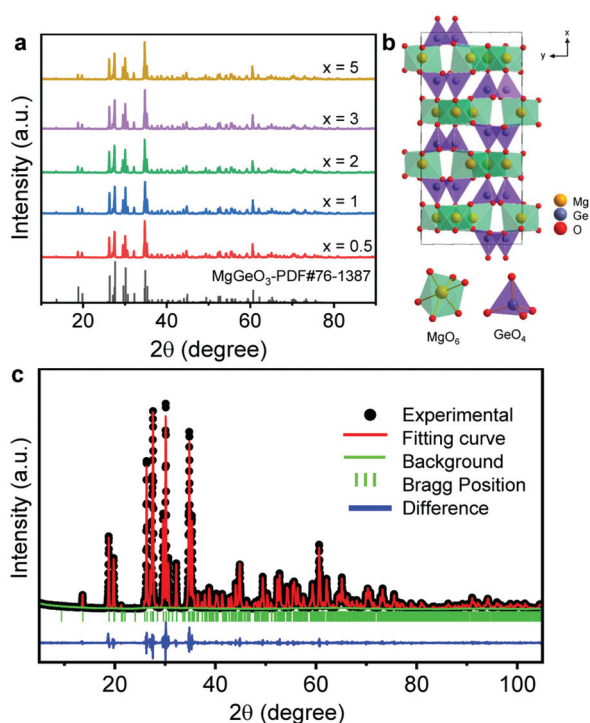 a
x = 5
x = 3
x = 2
x = 1
x = 0.5
MgGeO₃-PDF#76-1387
Intensity (a.u.)
20 40 60 80
2θ (degree)
b
x
y
Mg
Ge
O
MgO₆ GeO₄
c
Experimental
Fitting curve
Background
Bragg Position
Difference
Intensity (a.u.)
20 40 60 80 100
2θ (degree)